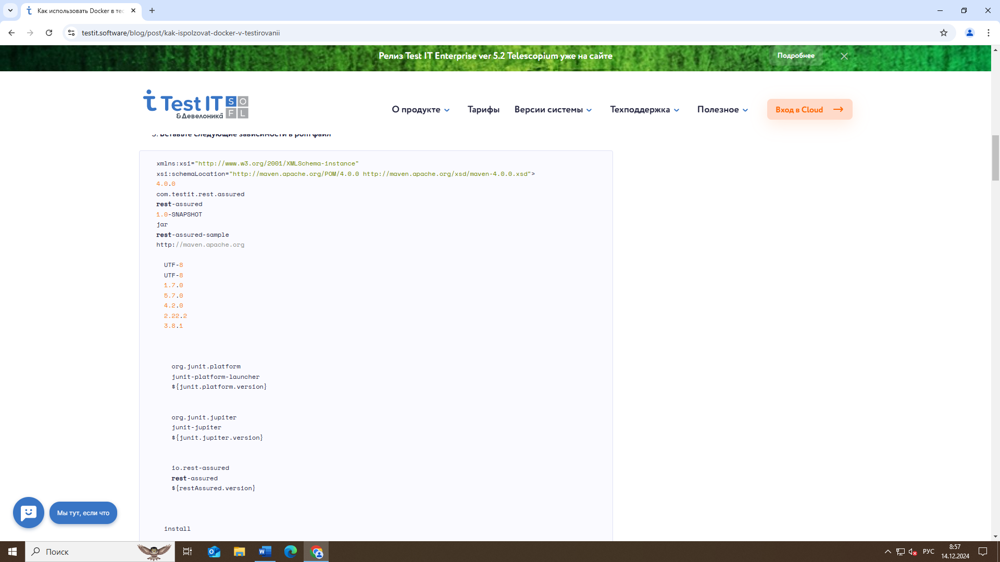 Как использовать Docker в тес
testit.software/blog/post/kak-ispolzovat-docker-v-testirovanii
Релиз Test IT Enterprise ver 5.2 Telescopium уже на сайте
Подробнее
Test IT
&Девелоника
S O
F L
О продукте
Тарифы
Версии системы
Техподдержка
Полезное
Вход в Cloud
Вставьте следующие зависимости в pom файл
xmlns:xsi="http://www.w3.org/2001/XMLSchema-instance"
xsi:schemaLocation="http://maven.apache.org/POM/4.0.0 http://maven.apache.org/xsd/maven-4.0.0.xsd">
4.0.0
com.testit.rest.assured
rest-assured
1.0-SNAPSHOT
jar
rest-assured-sample
http://maven.apache.org
UTF-8
UTF-8
1.7.0
5.7.0
4.2.0
2.22.2
3.8.1
org.junit.platform
junit-platform-launcher
${junit.platform.version}
org.junit.jupiter
junit-jupiter
${junit.jupiter.version}
io.rest-assured
rest-assured
${restAssured.version}
install
Мы тут, если что
Поиск
РУС
8:57
14.12.2024